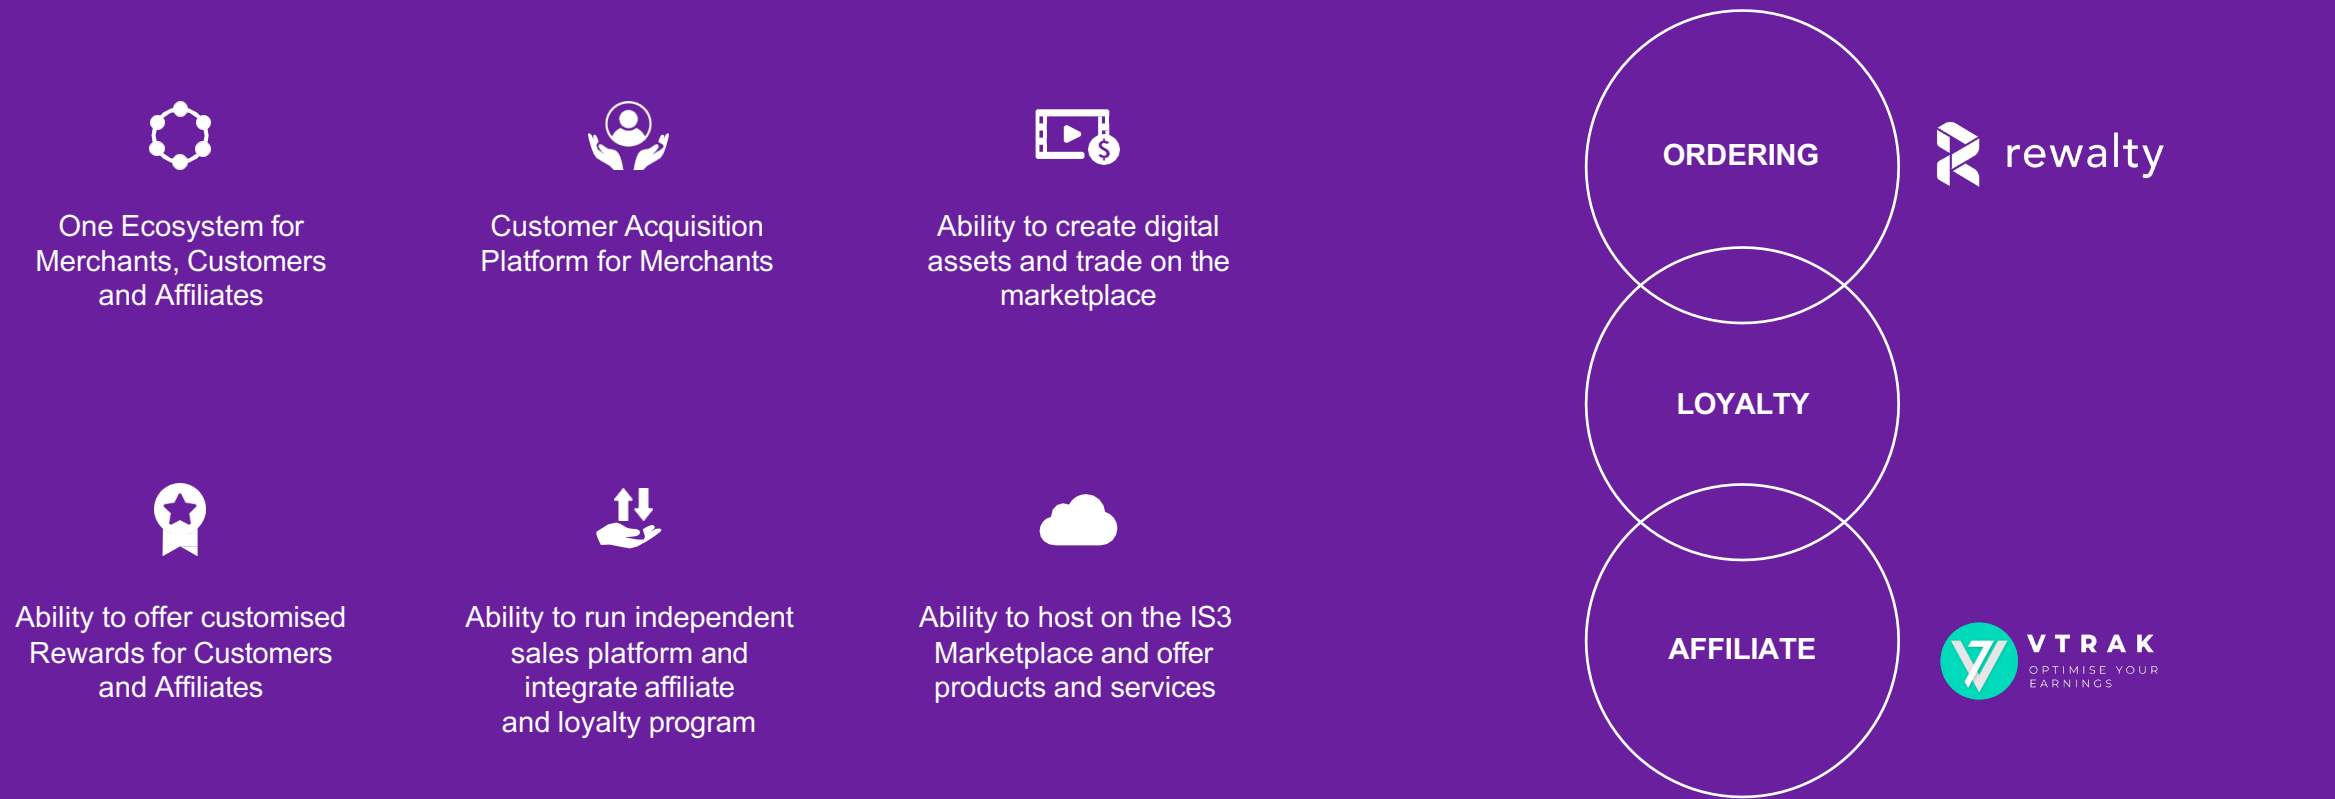 One Ecosystem for
Merchants, Customers
and Affiliates
Customer Acquisition
Platform for Merchants
Ability to create digital
assets and trade on the
marketplace
Ability to offer customised
Rewards for Customers
and Affiliates
Ability to run independent
sales platform and
integrate affiliate
and loyalty program
Ability to host on the IS3
Marketplace and offer
products and services
ORDERING
rewalty
LOYALTY
AFFILIATE
VTRAK
OPTIMISE YOUR
EARNINGS